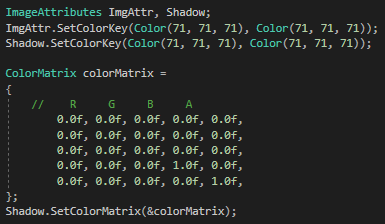 ImageAttributes ImgAttr, Shadow;
ImgAttr.SetColorKey(Color(71, 71, 71), Color(71, 71, 71));
Shadow.SetColorKey(Color(71, 71, 71), Color(71, 71, 71));
ColorMatrix colorMatrix =
{
// R G B A
0.0f, 0.0f, 0.0f, 0.0f, 0.0f,
0.0f, 0.0f, 0.0f, 0.0f, 0.0f,
0.0f, 0.0f, 0.0f, 0.0f, 0.0f,
0.0f, 0.0f, 0.0f, 1.0f, 0.0f,
0.0f, 0.0f, 0.0f, 0.0f, 1.0f,
};
Shadow.SetColorMatrix(&colorMatrix);